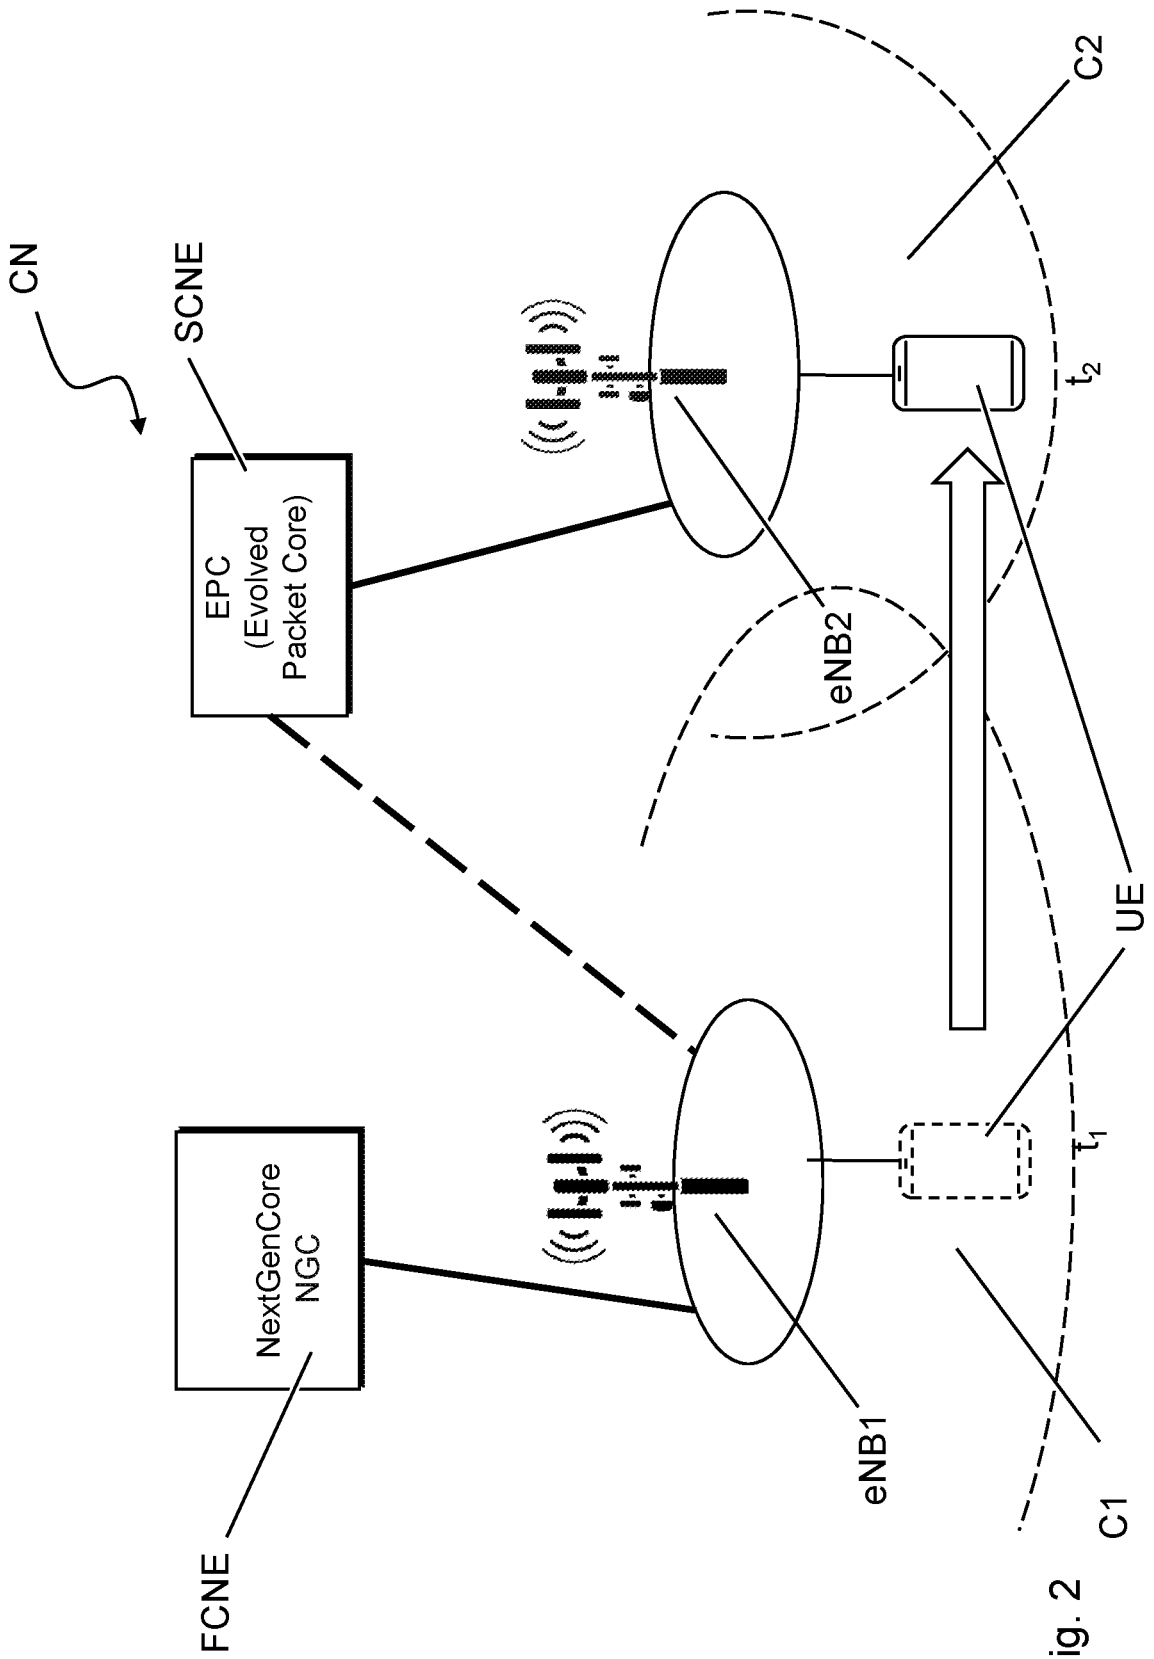 CN
SCNE
EPC
(Evolved
Packet Core)
FCNE
NextGenCore
NGC
eNB2
eNB1
C2
t2
UE
t1
C1
ig. 2